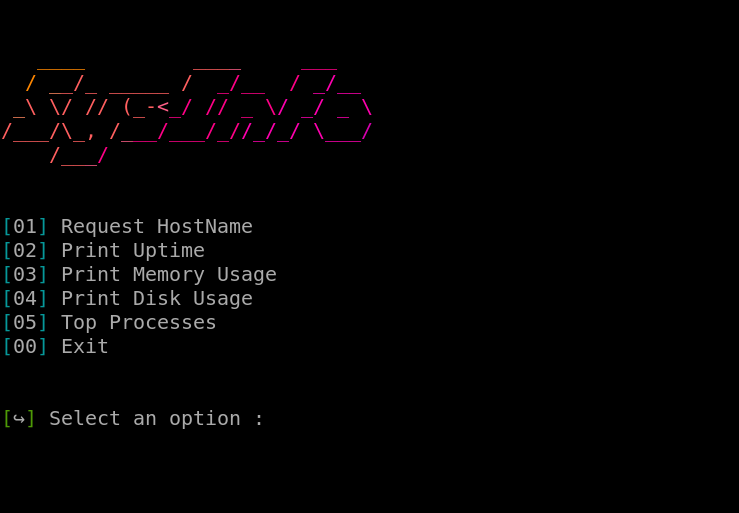 SysInfo
[01] Request HostName
[02] Print Uptime
[03] Print Memory Usage
[04] Print Disk Usage
[05] Top Processes
[00] Exit
[↪] Select an option :